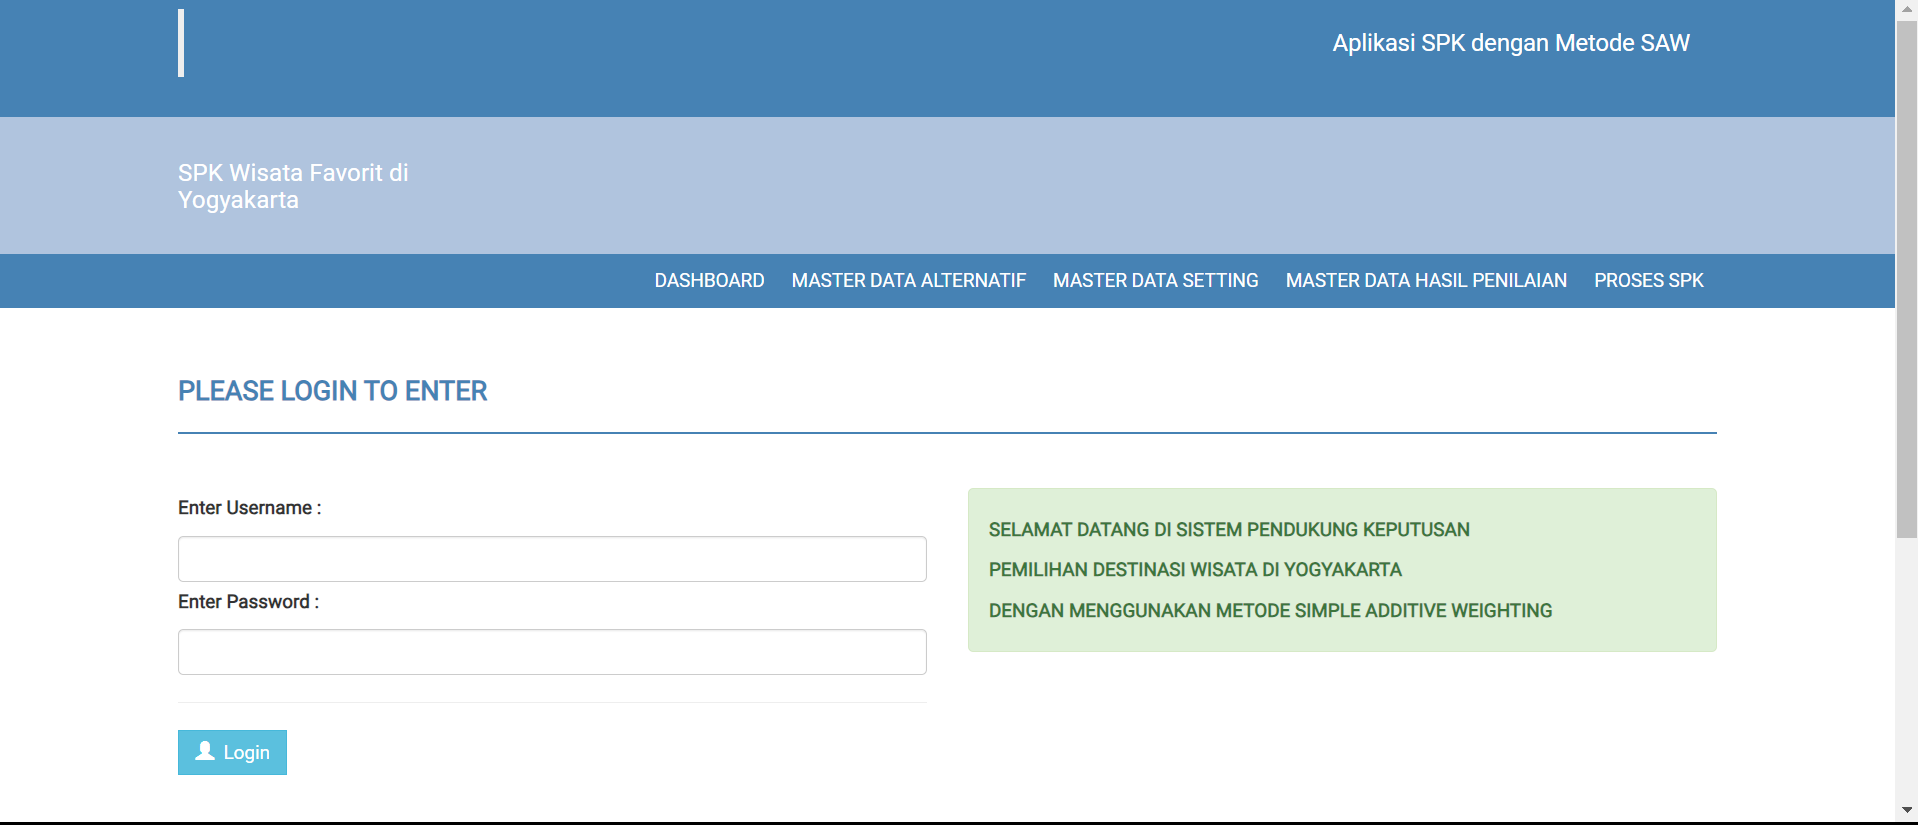 Aplikasi SPK dengan Metode SAW
SPK Wisata Favorit di
Yogyakarta
DASHBOARD MASTER DATA ALTERNATIF MASTER DATA SETTING MASTER DATA HASIL PENILAIAN PROSES SPK
PLEASE LOGIN TO ENTER
Enter Username :
Enter Password :
Login
SELAMAT DATANG DI SISTEM PENDUKUNG KEPUTUSAN
PEMILIHAN DESTINASI WISATA DI YOGYAKARTA
DENGAN MENGGUNAKAN METODE SIMPLE ADDITIVE WEIGHTING